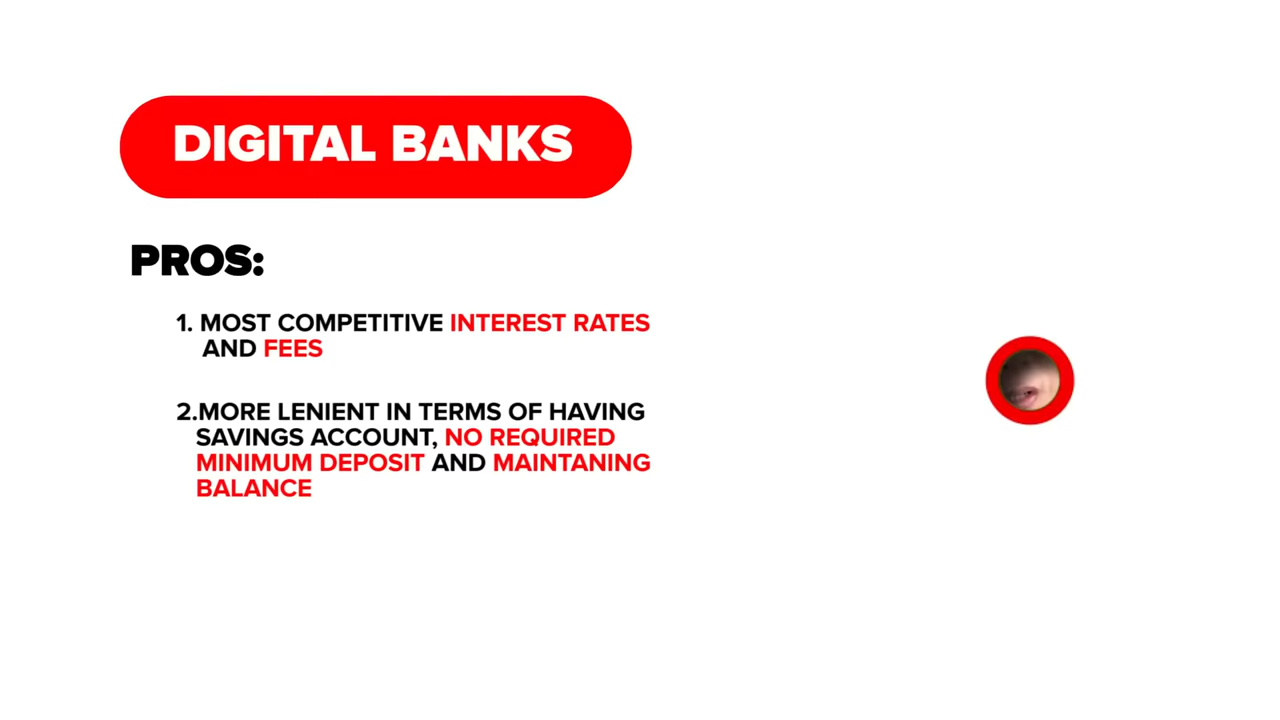 DIGITAL BANKS
PROS:
1. MOST COMPETITIVE INTEREST RATES
AND FEES
2.MORE LENIENT IN TERMS OF HAVING
SAVINGS ACCOUNT, NO REQUIRED
MINIMUM DEPOSIT AND MAINTANING
BALANCE